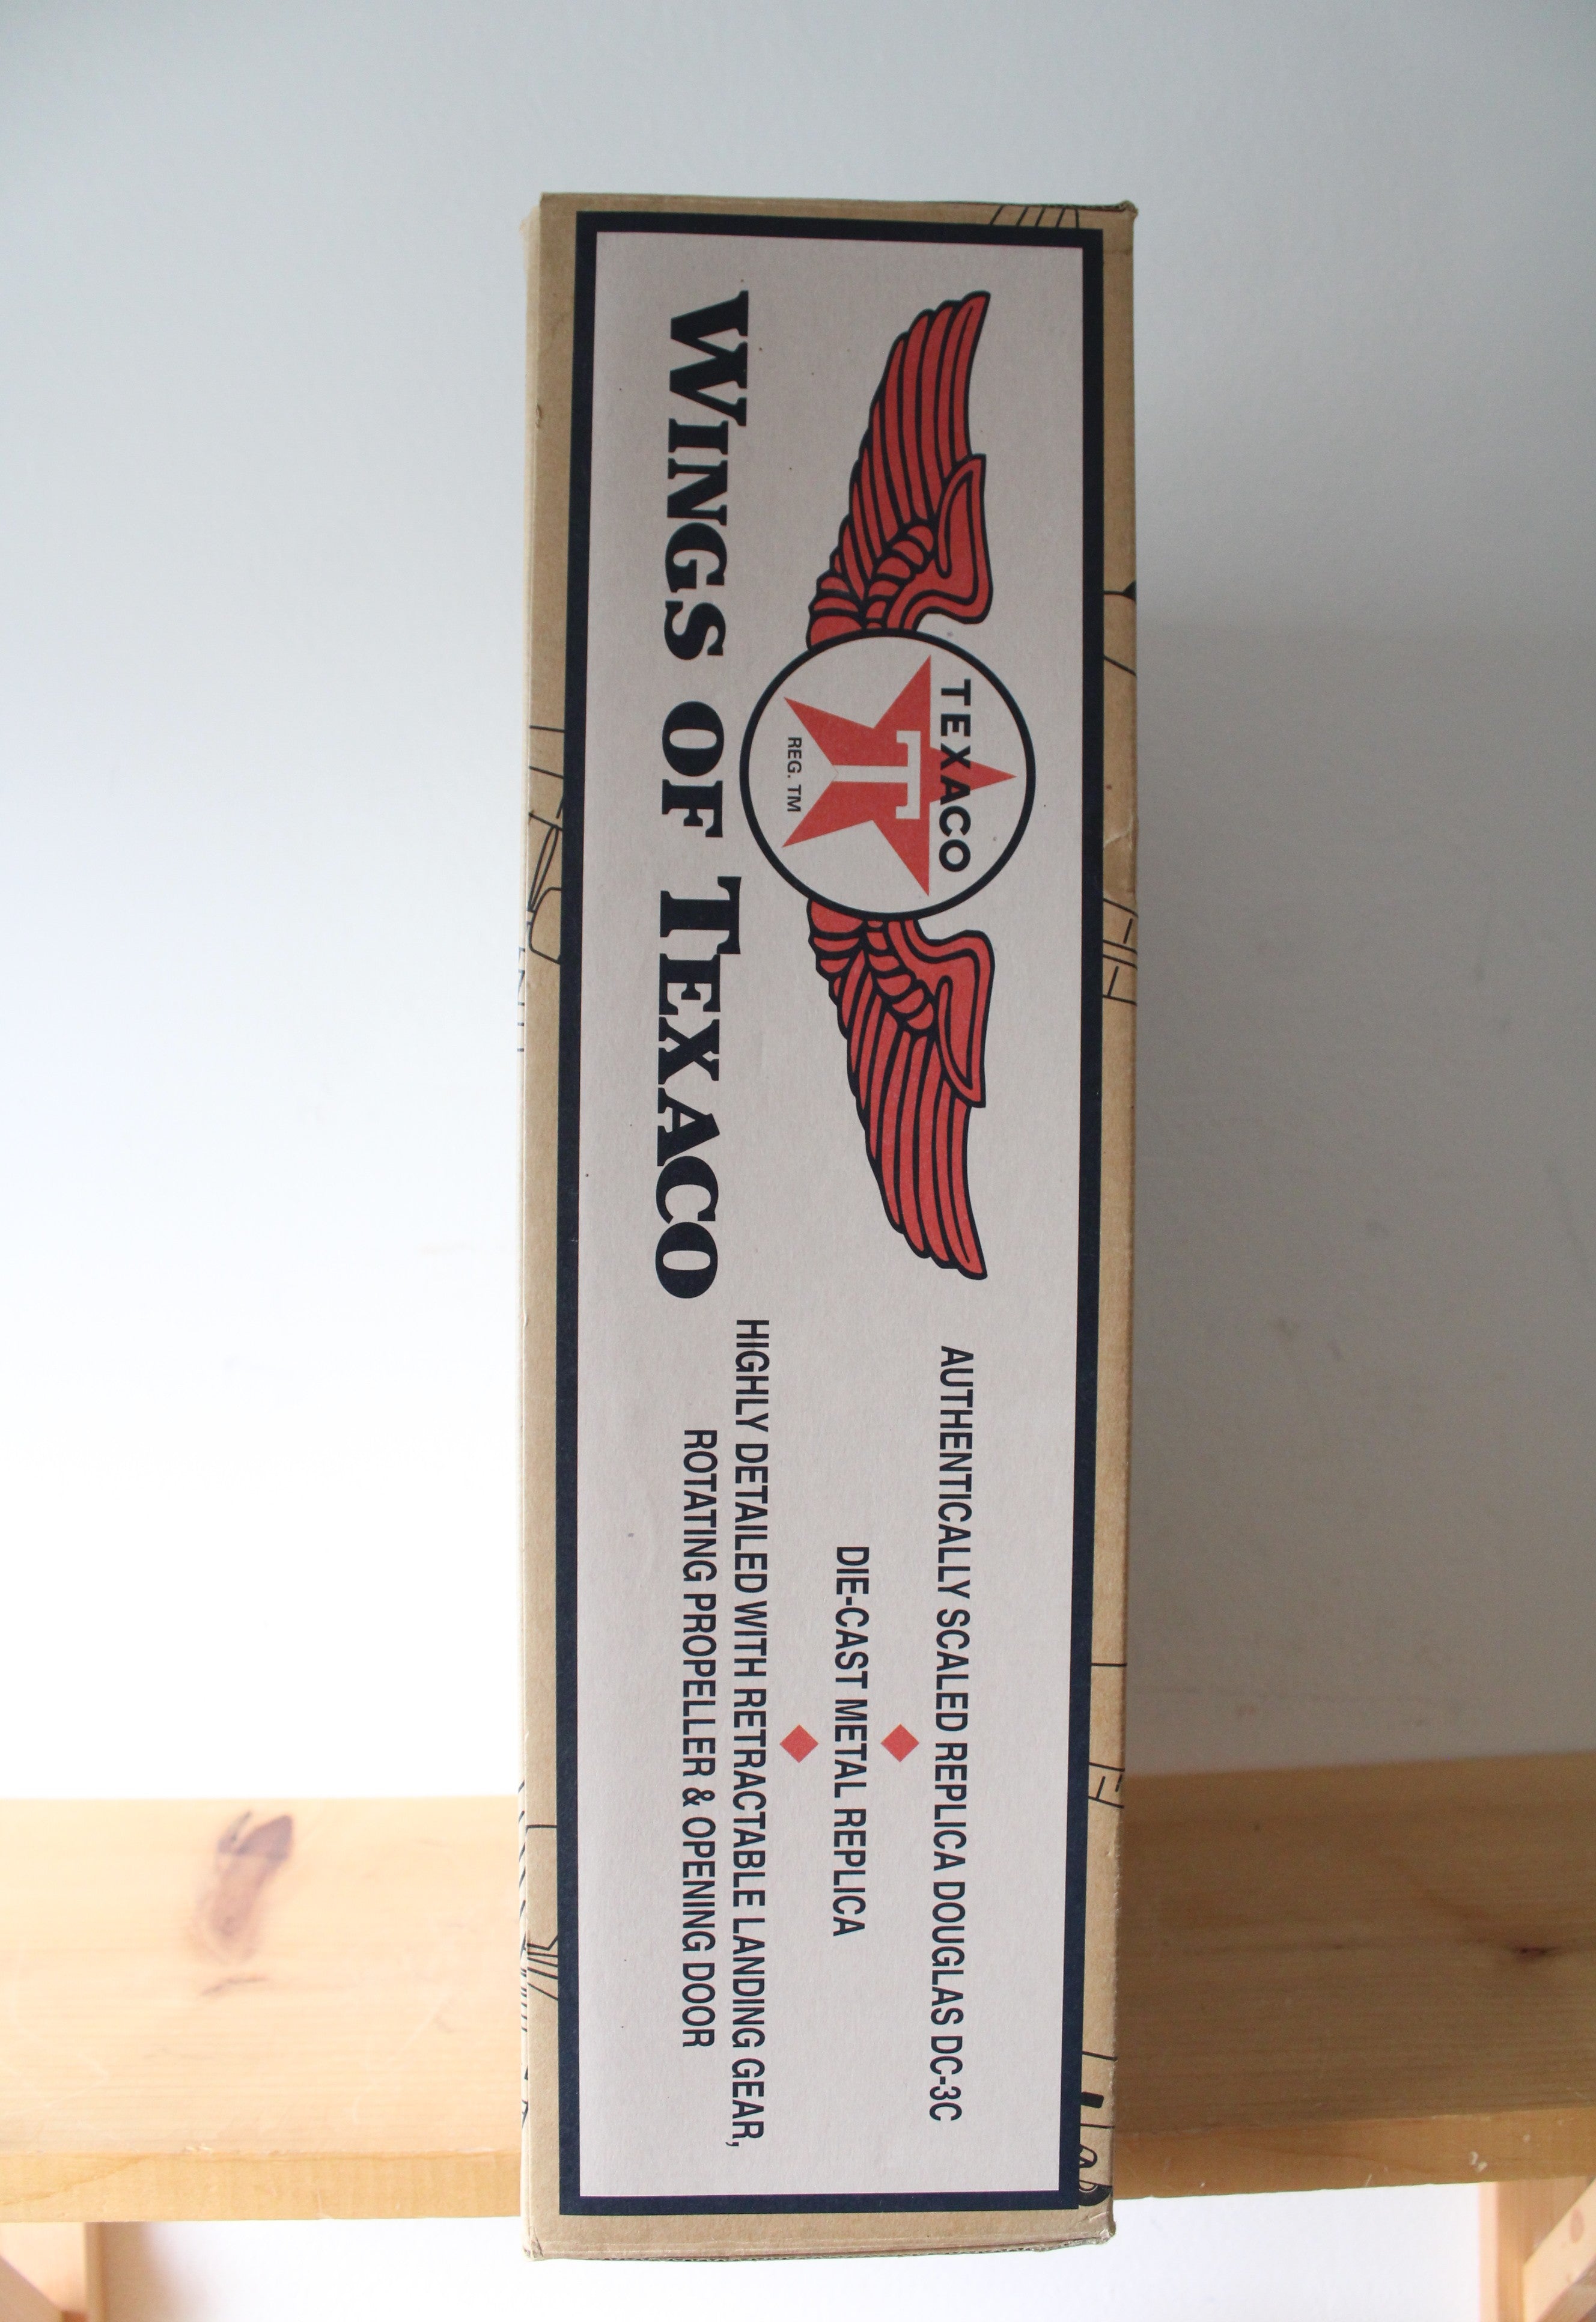 TEXACO
T
REG. TM
WINGS OF TEXACO
AUTHENTICALLY SCALED REPLICA DOUGLAS DC-3C
DIE-CAST METAL REPLICA
HIGHLY DETAILED WITH RETRACTABLE LANDING GEAR,
ROTATING PROPELLER & OPENING DOOR